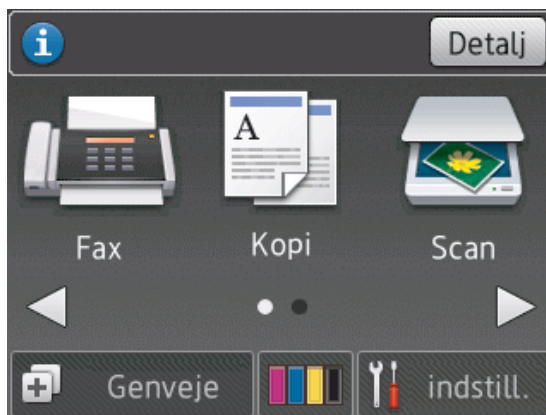 Detalj
A
Fax
Kopi
Scan
Genveje
indstill.